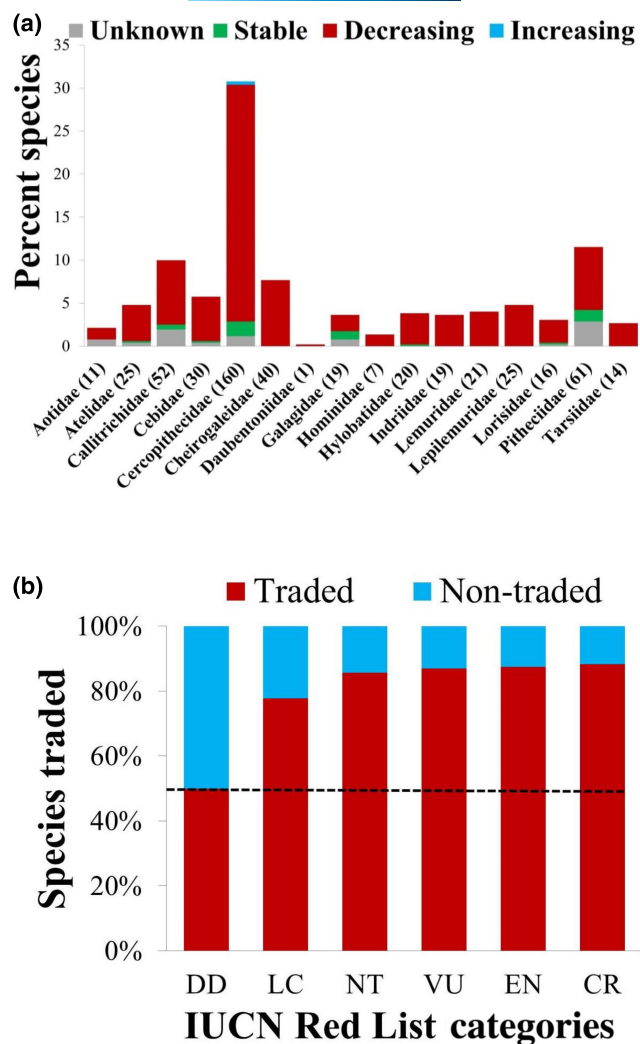 (a)
Unknown Stable Decreasing Increasing
Percent species
35
30
25
20
15
10
5
0
Aotidae (11)
Atelidae (25)
Callitrichidae (52)
Cebidae (30)
Cercopithecidae (160)
Cheirogaleidae (40)
Daubentoniidae (1)
Galagidae (19)
Hominidae (7)
Hylobatidae (20)
Indriidae (19)
Lemuridae (21)
Lepilemuridae (25)
Lorisidae (16)
Pitheciidae (61)
Tarsiidae (14)
(b)
Traded Non-traded
Species traded
100%
80%
60%
40%
20%
0%
DD LC NT VU EN CR
IUCN Red List categories